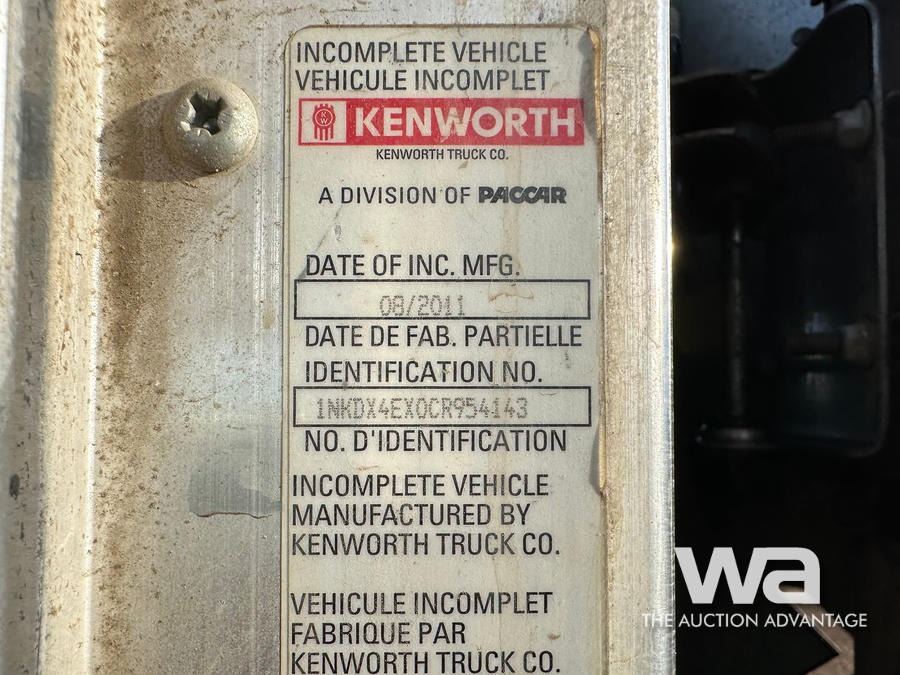 INCOMPLETE VEHICLE
VEHICULE INCOMPLET
KW KENWORTH
KENWORTH TRUCK CO.
A DIVISION OF PACCAR
DATE OF INC. MFG.
08/2011
DATE DE FAB. PARTIELLE
IDENTIFICATION NO.
1NKDX4EX0CR954143
NO. D'IDENTIFICATION
INCOMPLETE VEHICLE
MANUFACTURED BY
KENWORTH TRUCK CO.
VEHICULE INCOMPLET
FABRIQUE PAR
KENWORTH TRUCK CO.
wa
THE AUCTION ADVANTAGE